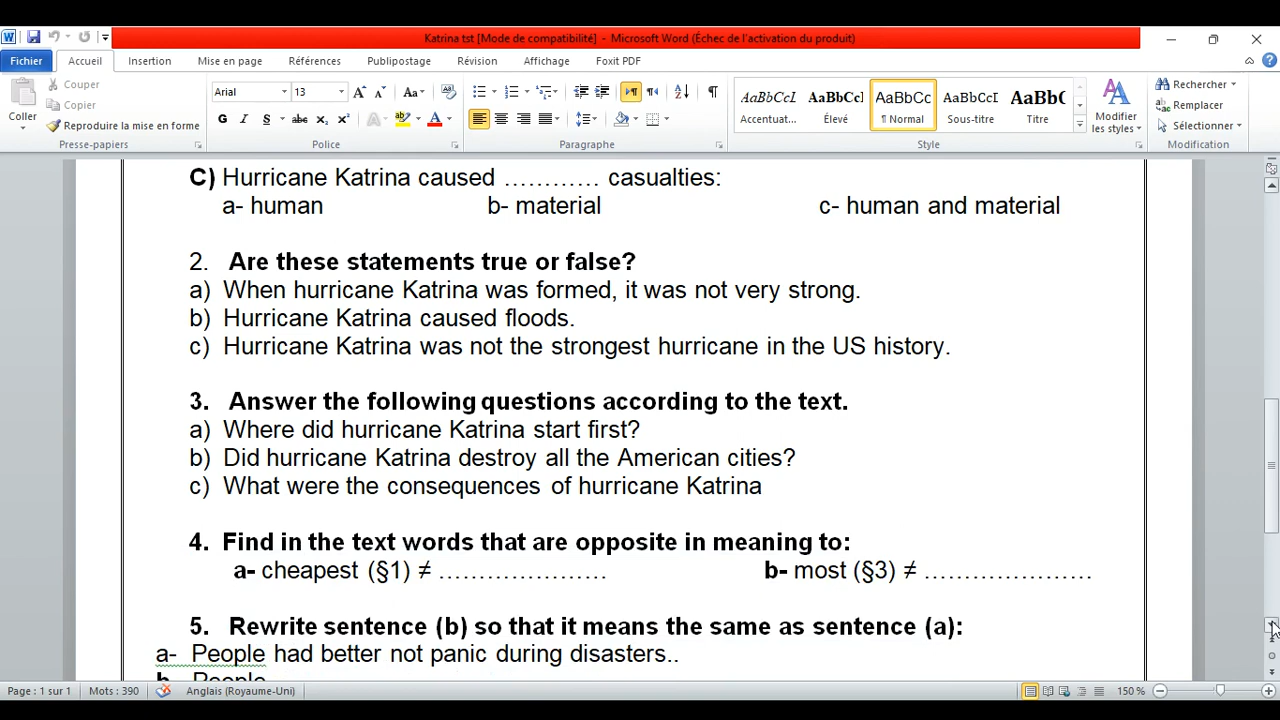 Katrina tst [Mode de compatibilité] - Microsoft Word (Échec de l'activation du produit)
Fichier Accueil Insertion Mise en page Références Publipostage Révision Affichage Foxit PDF
Coller
Couper
Copier
Reproduire la mise en forme
Presse-papiers
Arial 13
Police
Paragraphe
AaBbCcL AaBbCcI AaBbCc AaBbCcD AaBbC
Accentuat... Élevé ¶ Normal Sous-titre Titre
Modifier les styles
Style
Rechercher
Remplacer
Sélectionner
Modification
C) Hurricane Katrina caused ………… casualties:
a- human b- material c- human and material
2. Are these statements true or false?
a) When hurricane Katrina was formed, it was not very strong.
b) Hurricane Katrina caused floods.
c) Hurricane Katrina was not the strongest hurricane in the US history.
3. Answer the following questions according to the text.
a) Where did hurricane Katrina start first?
b) Did hurricane Katrina destroy all the American cities?
c) What were the consequences of hurricane Katrina
4. Find in the text words that are opposite in meaning to:
a- cheapest (§1) ≠ ………………… b- most (§3) ≠ …………………
5. Rewrite sentence (b) so that it means the same as sentence (a):
a- People had better not panic during disasters..
b. People
Page : 1 sur 1 Mots : 390 Anglais (Royaume-Uni) 150 %